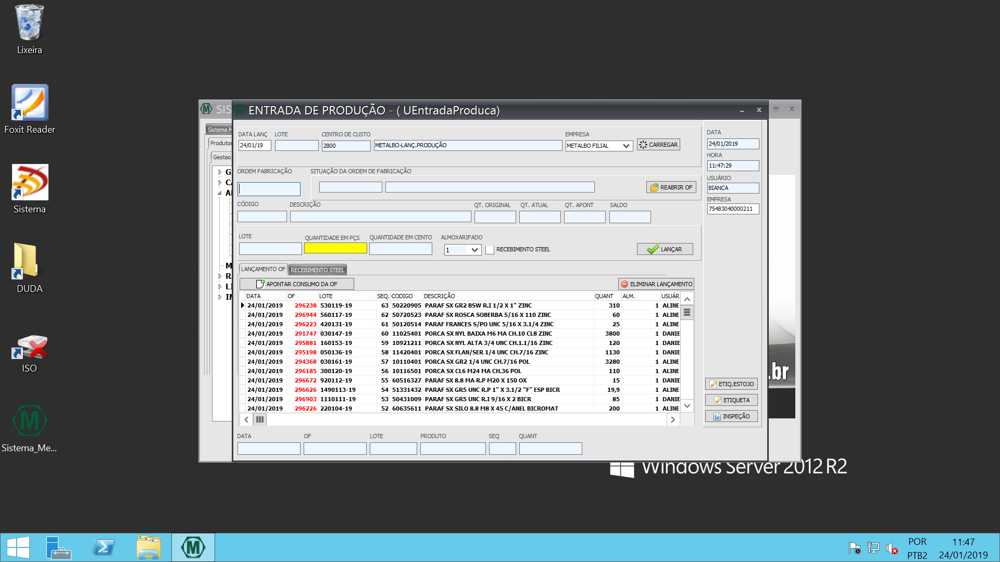 Lixeira
Foxit Reader
Sistema
DUDA
ISO
Sistema_Me...
SIS
ENTRADA DE PRODUÇÃO - ( UEntradaProduca)
Sistema M
Produtos
Gestao
DATA LANÇ LOTE CENTRO DE CUSTO EMPRESA
24/01/19 2800 METALBO-LANÇ.PRODUÇÃO METALBO FILIAL CARREGAR
ORDEM FABRICAÇÃO SITUAÇÃO DA ORDEM DE FABRICAÇÃO
REABRIR OF
CÓDIGO DESCRIÇÃO QT. ORIGINAL QT. ATUAL QT. APONT SALDO
LOTE QUANTIDADE EM PÇS QUANTIDADE EM CENTO ALMOXARIFADO
1 RECEBIMENTO STEEL LANÇAR
LANÇAMENTO OF RECEBIMENTO STEEL
APONTAR CONSUMO DA OF ELIMINAR LANÇAMENTO
DATA OF LOTE SEQ. CODIGO DESCRIÇÃO QUANT ALM. USUÁR
24/01/2019 296238 530119-19 63 50220905 PARAF SX GR2 BSW R.I 1/2 X 1" ZINC 310 1 ALINE
24/01/2019 296944 560117-19 62 50720523 PARAF SX ROSCA SOBERBA 5/16 X 110 ZINC 60 1 ALINE
24/01/2019 296223 420131-19 61 50120514 PARAF FRANCES S/PO UNC 5/16 X 3.1/4 ZINC 25 1 ALINE
24/01/2019 291747 030147-19 60 11025401 PORCA SX NYL BAIXA M6 MA CH.10 CL8 ZINC 3800 1 DANIE
24/01/2019 295881 160153-19 59 10921211 PORCA SX NYL ALTA 3/4 UNC CH.1.1/16 ZINC 120 1 DANIE
24/01/2019 295198 050136-19 58 11420401 PORCA SX FLAN/SER 1/4 UNC CH.7/16 ZINC 1130 1 DANIE
24/01/2019 294368 030161-19 57 10110401 PORCA SX GR2 1/4 UNC CH.7/16 POL 3280 1 ALINE
24/01/2019 296185 300120-19 56 10116501 PORCA SX CL6 M24 MA CH.36 POL 110 1 ALINE
24/01/2019 296672 920112-19 55 60516327 PARAF SX 8.8 MA R.P M20 X 150 OX 15 1 DANIE
24/01/2019 296626 1490113-19 54 51331432 PARAF SX GR5 UNC R.P 1" X 3.1/2 "F" ESP BICR 19,9 1 ALINE
24/01/2019 296903 1110111-19 53 50431009 PARAF SX GR5 UNC R.I 9/16 X 2 BICR 85 1 DANIE
24/01/2019 296226 220104-19 52 60635611 PARAF SX SILO 8.8 M8 X 45 C/ANEL BICROMAT 200 1 ALINE
DATA OF LOTE PRODUTO SEQ QUANT
DATA
24/01/2019
HORA
11:47:29
USUÁRIO
BIANCA
EMPRESA
75483040000211
ETIQ.ESTOJO
ETIQUETA
INSPEÇÃO
.br
Windows Server 2012 R2
POR
PTB2
11:47
24/01/2019